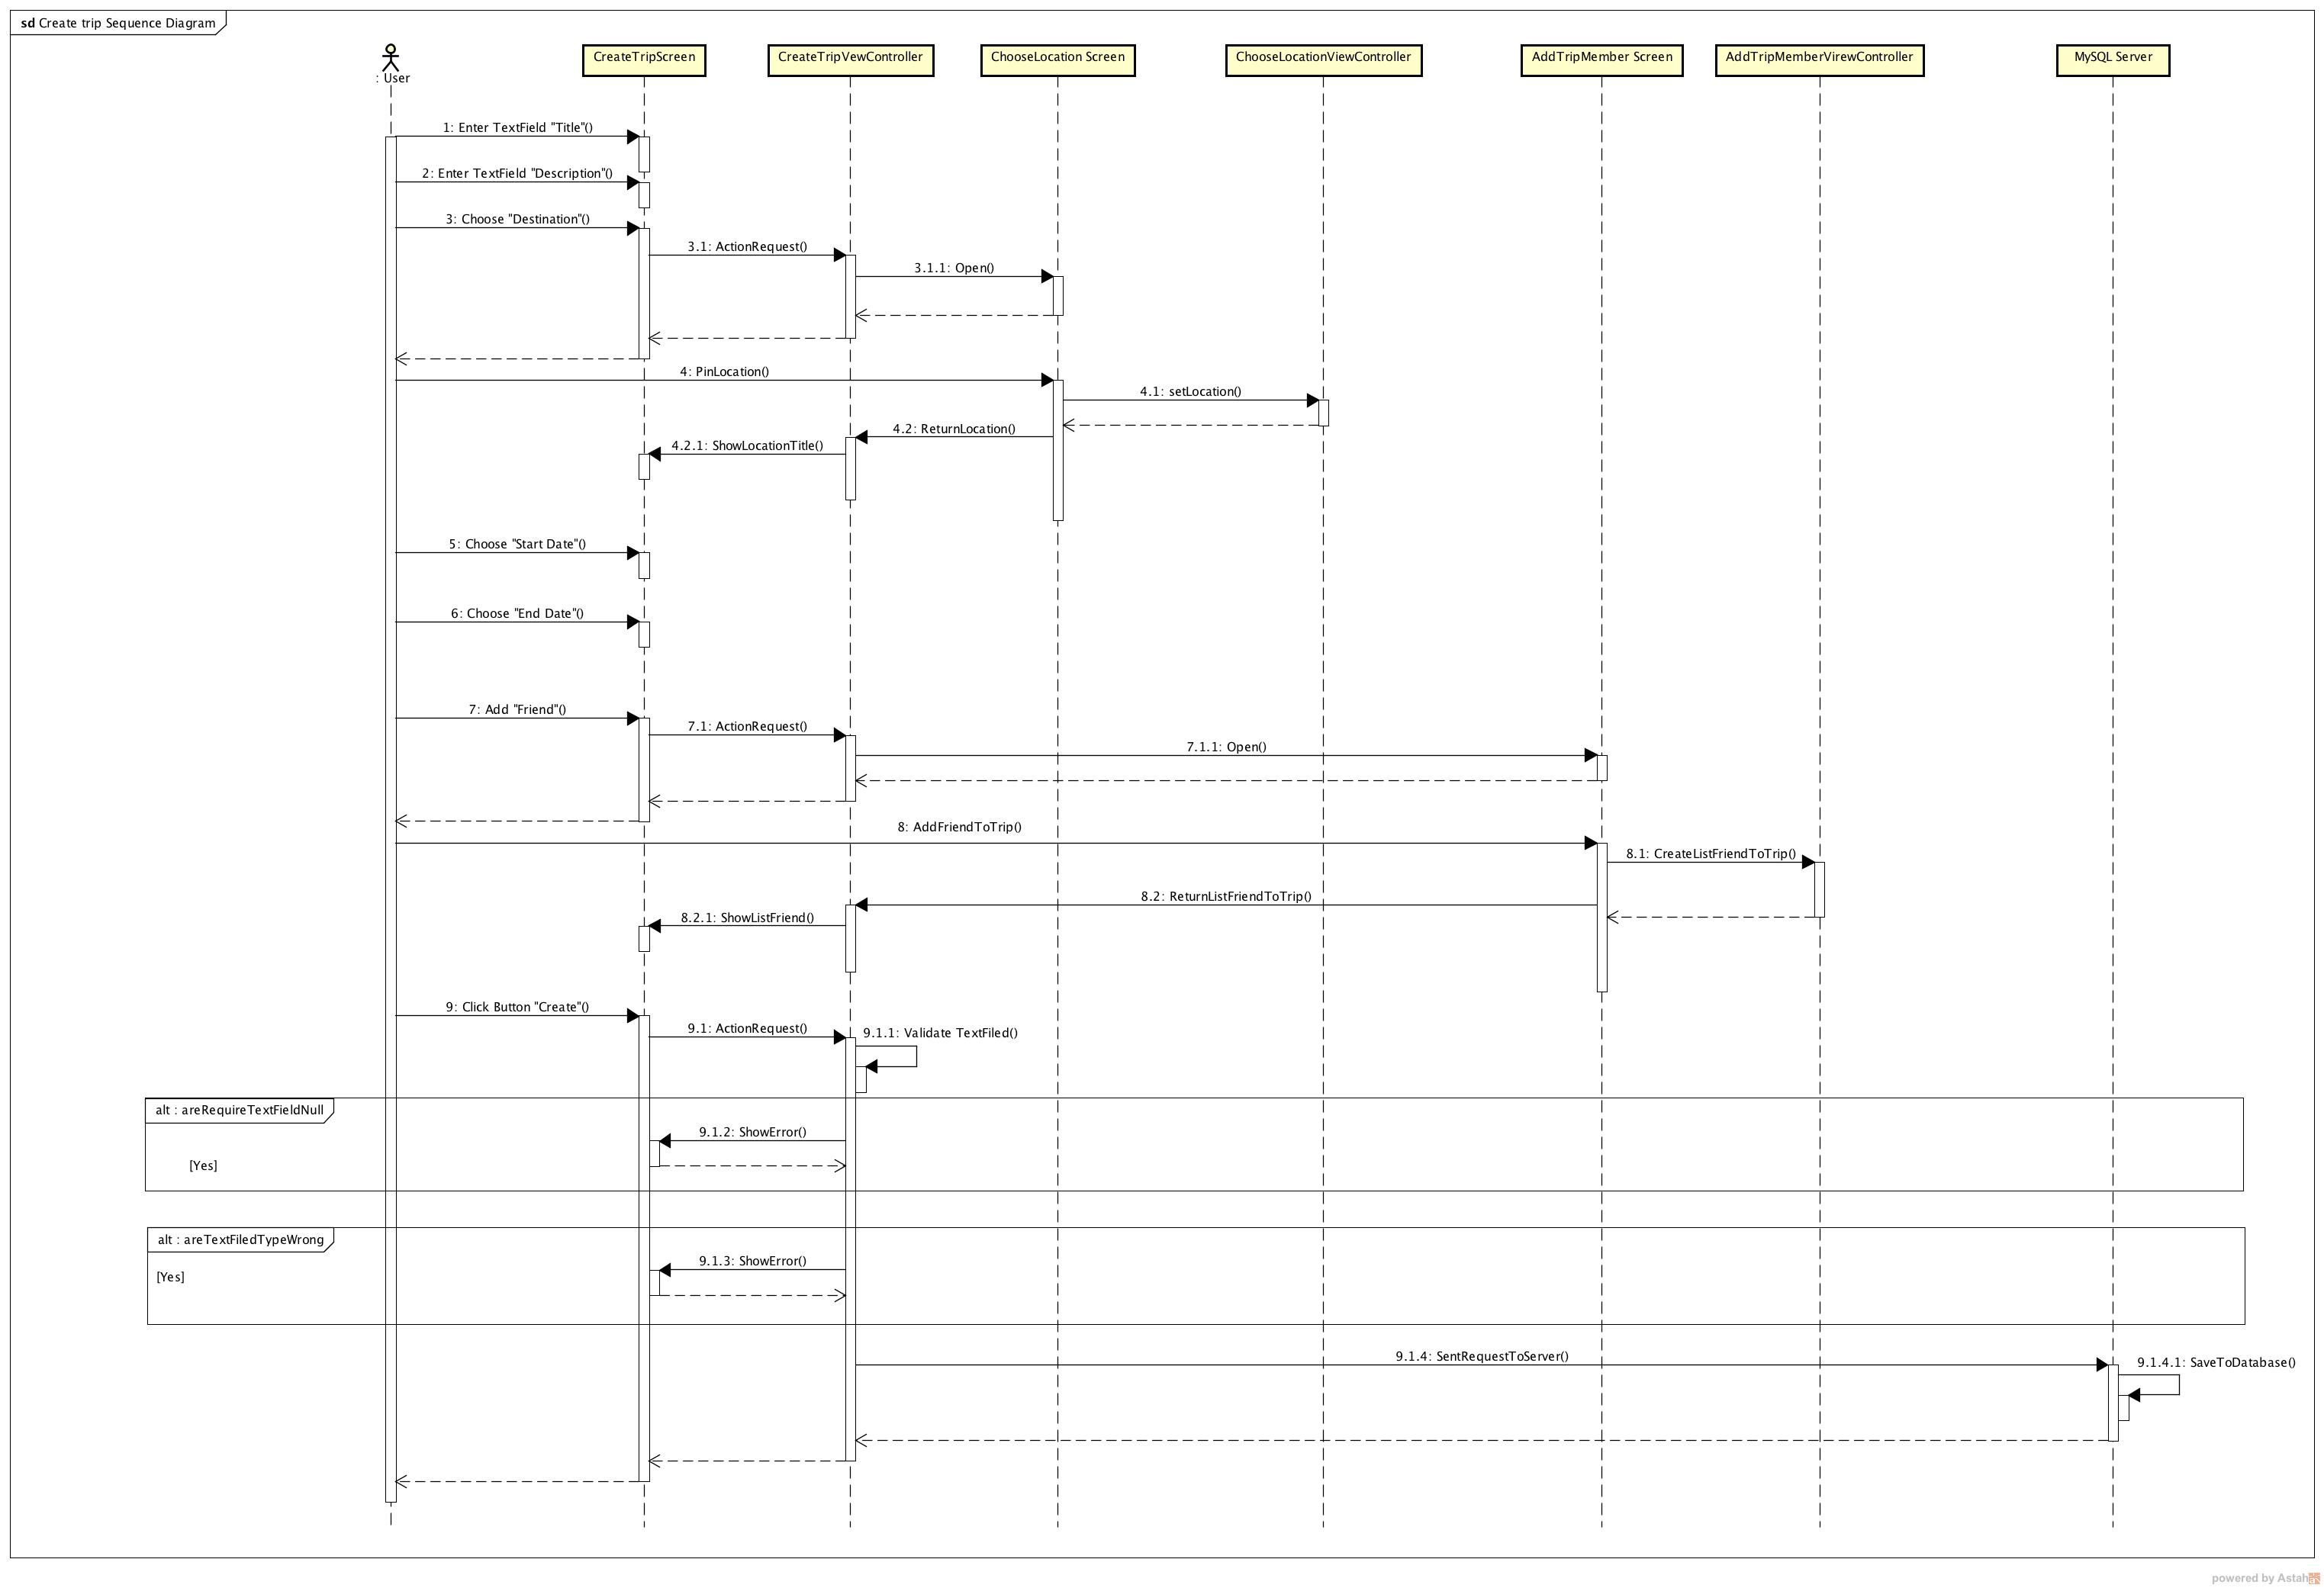 sd Create trip Sequence Diagram
: User
CreateTripScreen
CreateTripVewController
ChooseLocation Screen
ChooseLocationViewController
AddTripMember Screen
AddTripMemberVirewController
MySQL Server
1: Enter TextField "Title"()
2: Enter TextField "Description"()
3: Choose "Destination"()
3.1: ActionRequest()
3.1.1: Open()
4: PinLocation()
4.1: setLocation()
4.2: ReturnLocation()
4.2.1: ShowLocationTitle()
5: Choose "Start Date"()
6: Choose "End Date"()
7: Add "Friend"()
7.1: ActionRequest()
7.1.1: Open()
8: AddFriendToTrip()
8.1: CreateListFriendToTrip()
8.2: ReturnListFriendToTrip()
8.2.1: ShowListFriend()
9: Click Button "Create"()
9.1: ActionRequest()
9.1.1: Validate TextFiled()
alt : areRequireTextFieldNull
9.1.2: ShowError()
[Yes]
alt : areTextFiledTypeWrong
9.1.3: ShowError()
[Yes]
9.1.4: SentRequestToServer()
9.1.4.1: SaveToDatabase()
powered by Astah